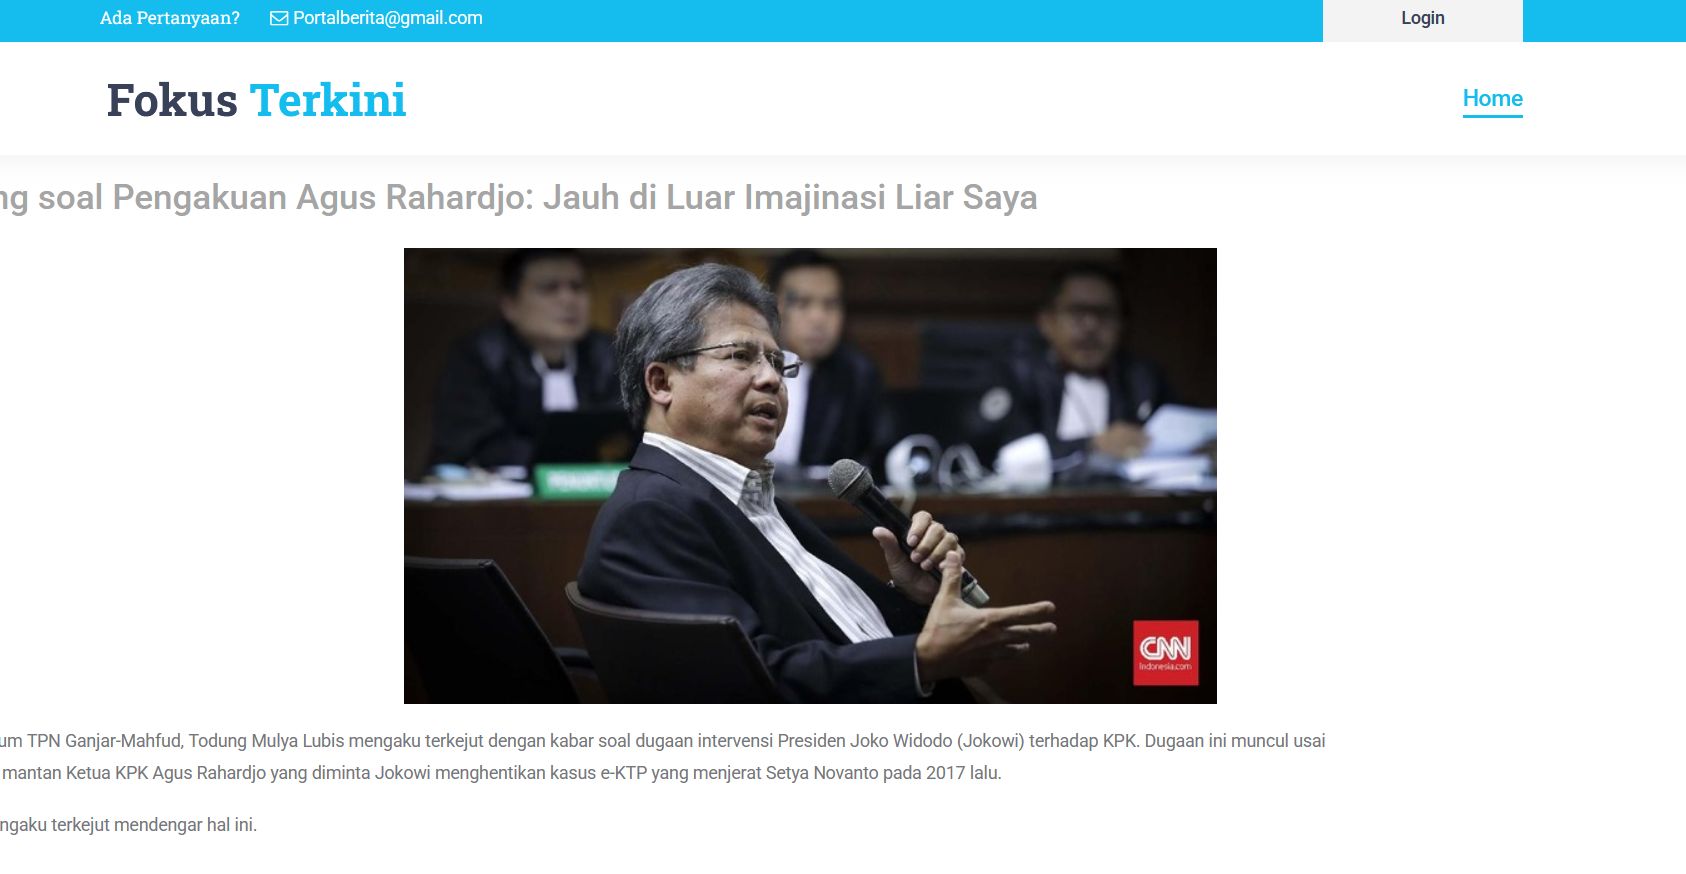 Ada Pertanyaan? Portalberita@gmail.com Login
Fokus Terkini Home
ng soal Pengakuan Agus Rahardjo: Jauh di Luar Imajinasi Liar Saya
CNN
Indonesia.com
um TPN Ganjar-Mahfud, Todung Mulya Lubis mengaku terkejut dengan kabar soal dugaan intervensi Presiden Joko Widodo (Jokowi) terhadap KPK. Dugaan ini muncul usai
mantan Ketua KPK Agus Rahardjo yang diminta Jokowi menghentikan kasus e-KTP yang menjerat Setya Novanto pada 2017 lalu.
ngaku terkejut mendengar hal ini.